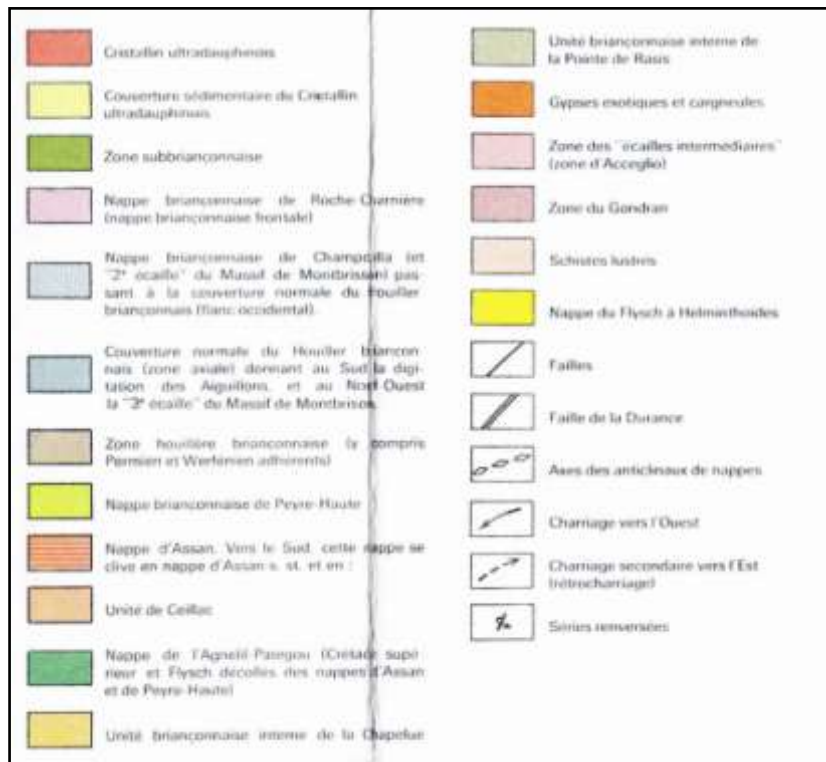 Cristallin ultradauphinois
Couverture sédimentaire du Cristallin
ultradauphinois
Zone subbriançonnaise
Nappe briançonnaise de Roche Charnière
(nappe briançonnaise frontale)
Nappe briançonnaise de Champcella (et
"2e écaille" du Massif de Montbrison) pas-
sant à la couverture normale du Houiller
briançonnais (flanc occidental).
Couverture normale du Houiller briançon-
nais (zone axiale) donnant au Sud la digi-
tation des Aiguillons, et au Nord-Ouest
la "3e écaille" du Massif de Montbrison.
Zone houillère briançonnaise (y compris
Permien et Werfénien adhérents)
Nappe briançonnaise de Peyre-Haute
Nappe d'Assan. Vers le Sud, cette nappe se
clive en nappe d'Assan s. st. et en :
Unité de Ceillac
Nappe de l'Agnelil-Pasegou (Crétacé supé-
rieur et Flysch décollés des nappes d'Assan
et de Peyre-Haute)
Unité briançonnaise interne de la Chapelue
Unité briançonnaise interne de
la Pointe de Rasis
Gypses exotiques et cargneules
Zone des "écailles intermédiaires"
(zone d'Acceglio)
Zone du Gondran
Schistes lustrés
Nappe du Flysch à Helminthoïdes
Failles
Faille de la Durance
Axes des anticlinaux de nappes
Charriage vers l'Ouest
Charriage secondaire vers l'Est
(rétrocharriage)
Séries renversées